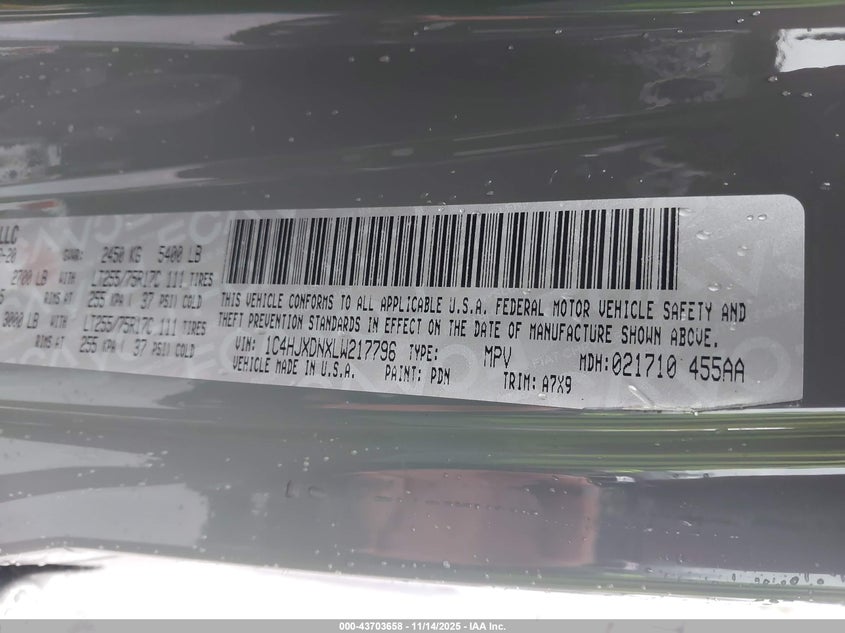 LLC
-20 GVWR: 2450 KG 5400 LB
2700 LB WITH LT255/75R17C 111 TIRES
RIMS AT 255 KPA ( 37 PSI) COLD
3000 LB WITH LT255/75R17C 111 TIRES
RIMS AT 255 KPA ( 37 PSI) COLD
THIS VEHICLE CONFORMS TO ALL APPLICABLE U.S.A. FEDERAL MOTOR VEHICLE SAFETY AND
THEFT PREVENTION STANDARDS IN EFFECT ON THE DATE OF MANUFACTURE SHOWN ABOVE.
VIN: 1C4HJXDNXLW217796 TYPE: MPV MDH:021710 455AA
VEHICLE MADE IN U.S.A. PAINT: PDN TRIM: A7X9
000-43703658 - 11/14/2025 - IAA Inc.